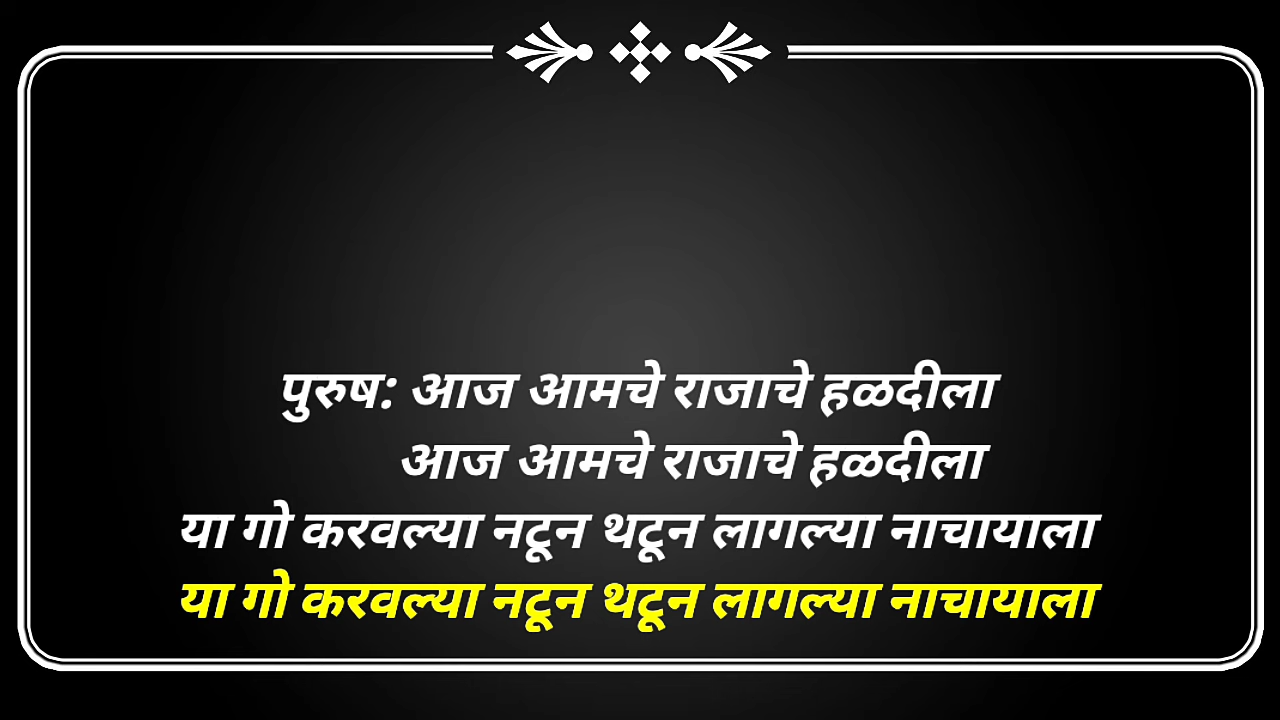 पुरुष: आज आमचे राजाचे हळदीला
आज आमचे राजाचे हळदीला
या गो करवल्या नटून थटून लागल्या नाचायाला
या गो करवल्या नटून थटून लागल्या नाचायाला